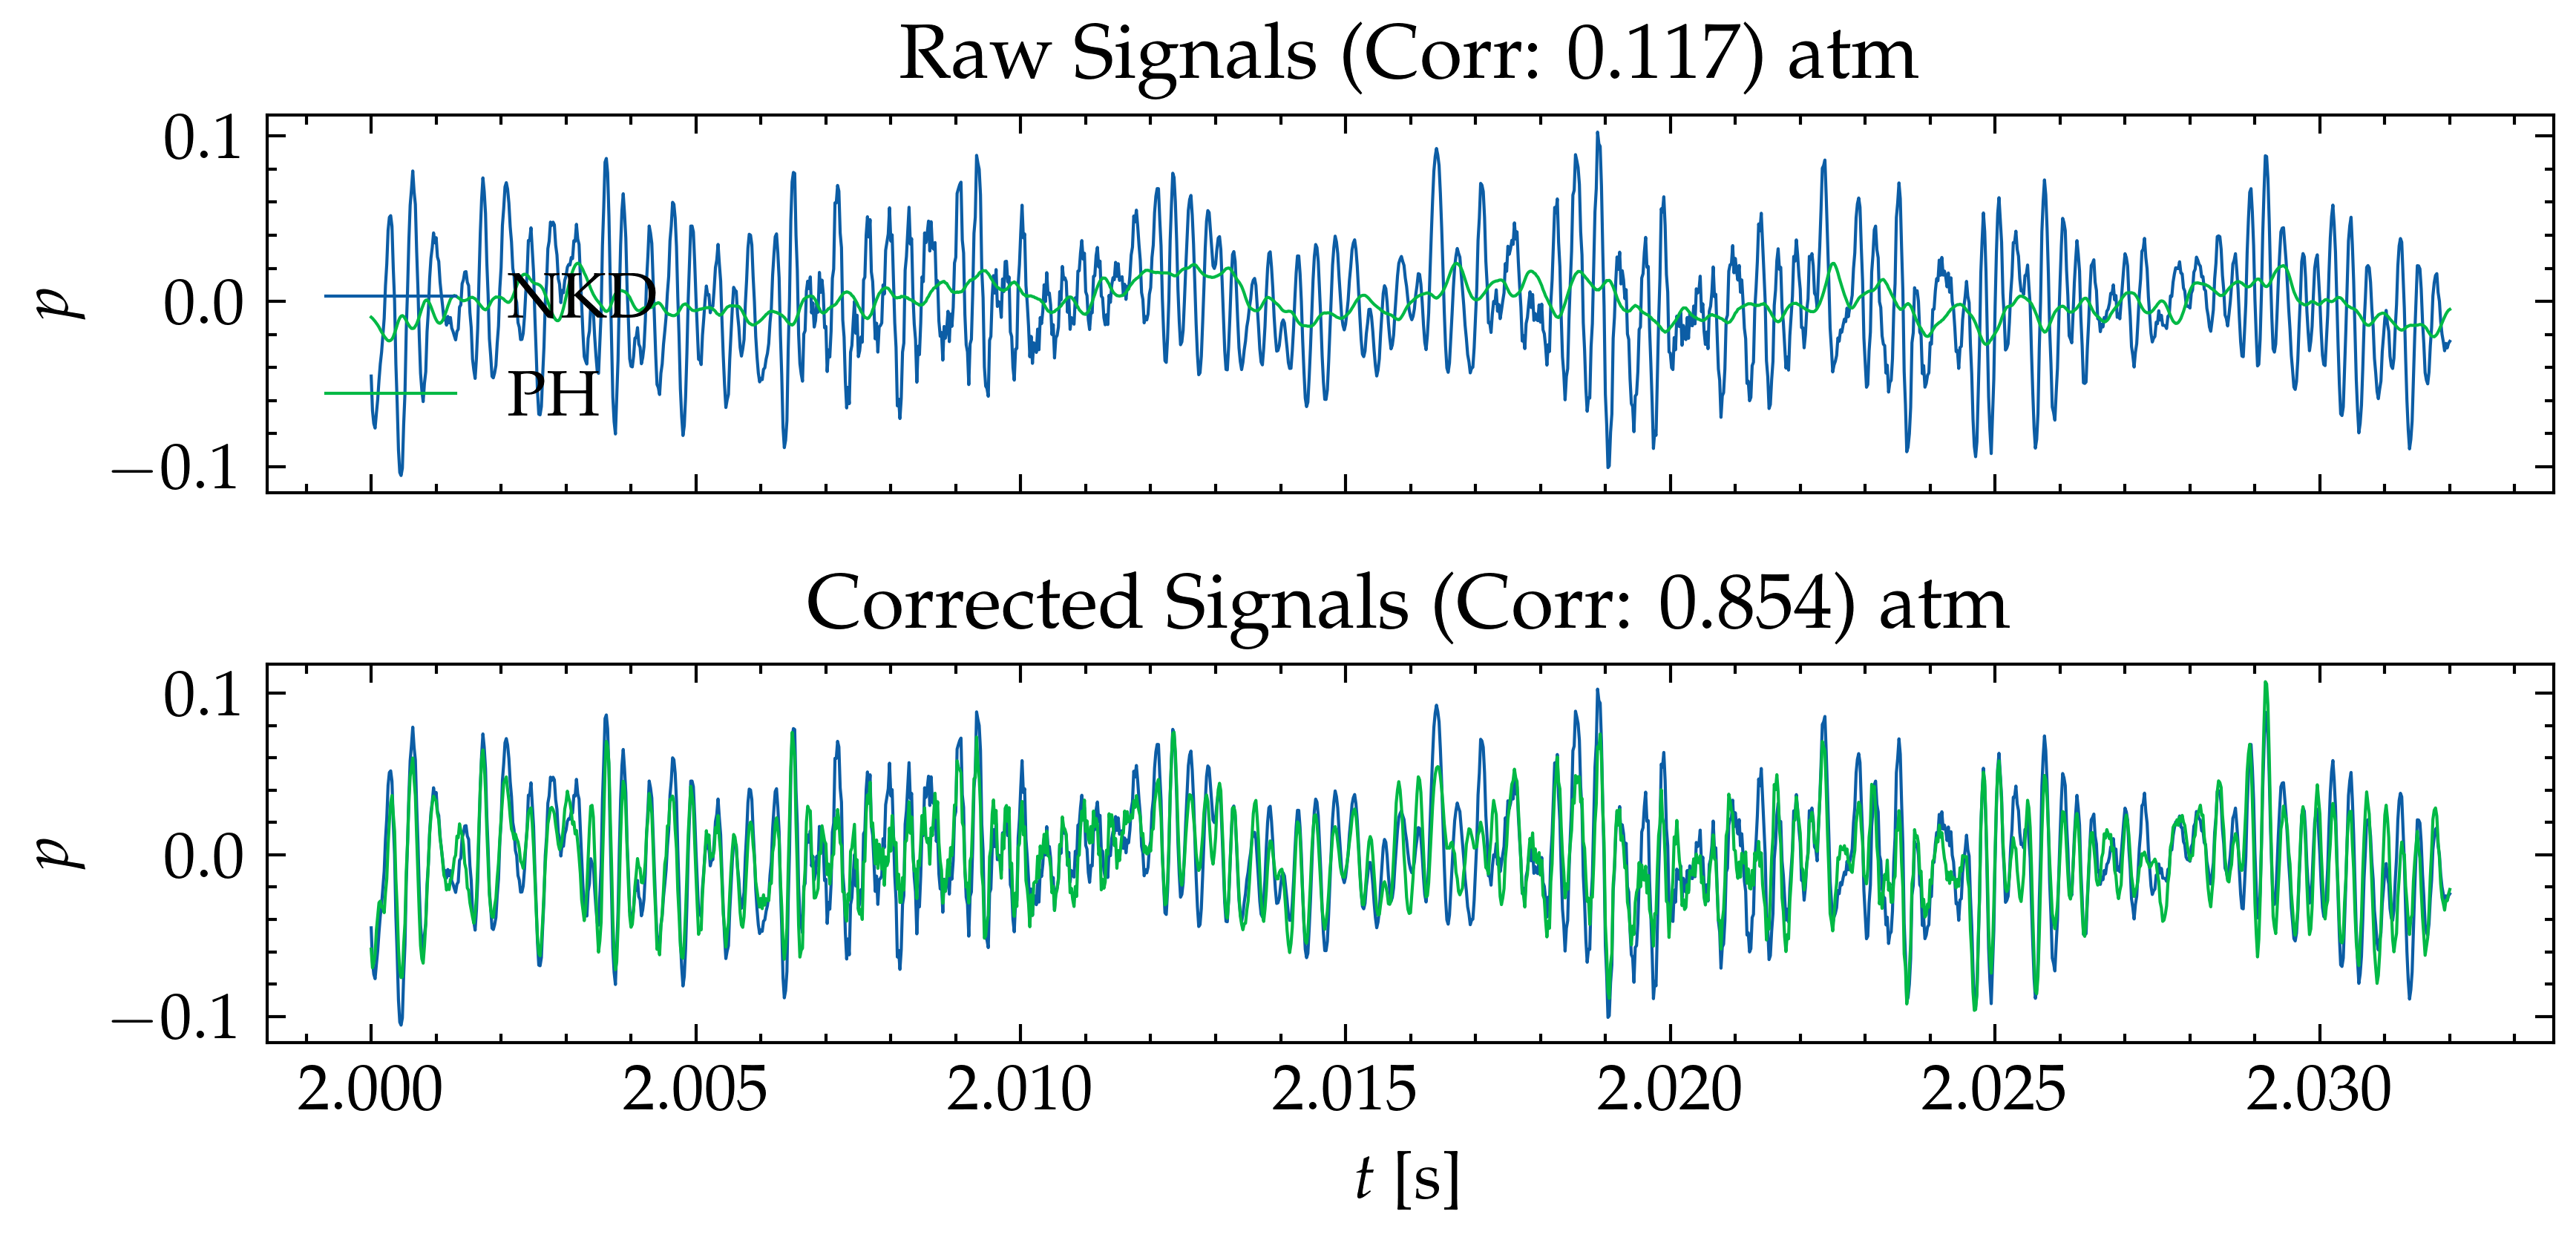 Raw Signals (Corr: 0.117) atm
0.1
0.0
−0.1
p
NKD
PH
Corrected Signals (Corr: 0.854) atm
0.1
0.0
−0.1
p
2.000 2.005 2.010 2.015 2.020 2.025 2.030
t [s]